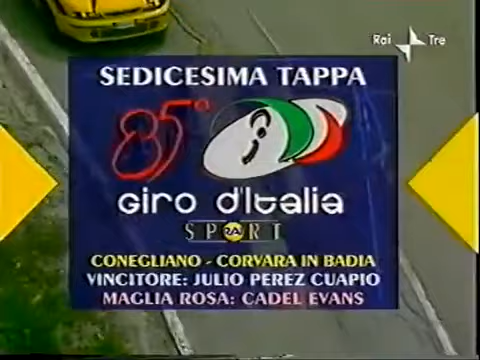 Rai Tre
SEDICESIMA TAPPA
85°
GIRO D'ITALIA
SPORT
RAI
CONEGLIANO - CORVARA IN BADIA
VINCITORE: JULIO PEREZ CUAPIO
MAGLIA ROSA: CADEL EVANS